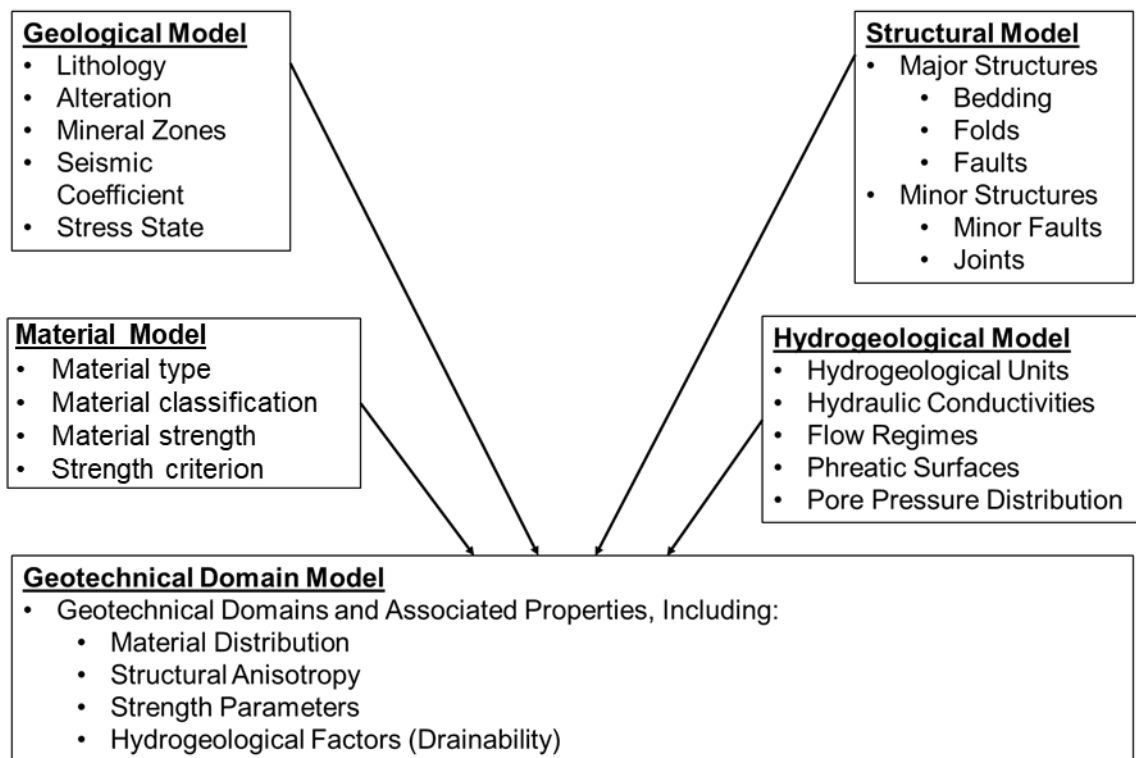 Geological Model
• Lithology
• Alteration
• Mineral Zones
• Seismic
Coefficient
• Stress State
Structural Model
• Major Structures
• Bedding
• Folds
• Faults
• Minor Structures
• Minor Faults
• Joints
Material Model
• Material type
• Material classification
• Material strength
• Strength criterion
Hydrogeological Model
• Hydrogeological Units
• Hydraulic Conductivities
• Flow Regimes
• Phreatic Surfaces
• Pore Pressure Distribution
Geotechnical Domain Model
• Geotechnical Domains and Associated Properties, Including:
• Material Distribution
• Structural Anisotropy
• Strength Parameters
• Hydrogeological Factors (Drainability)